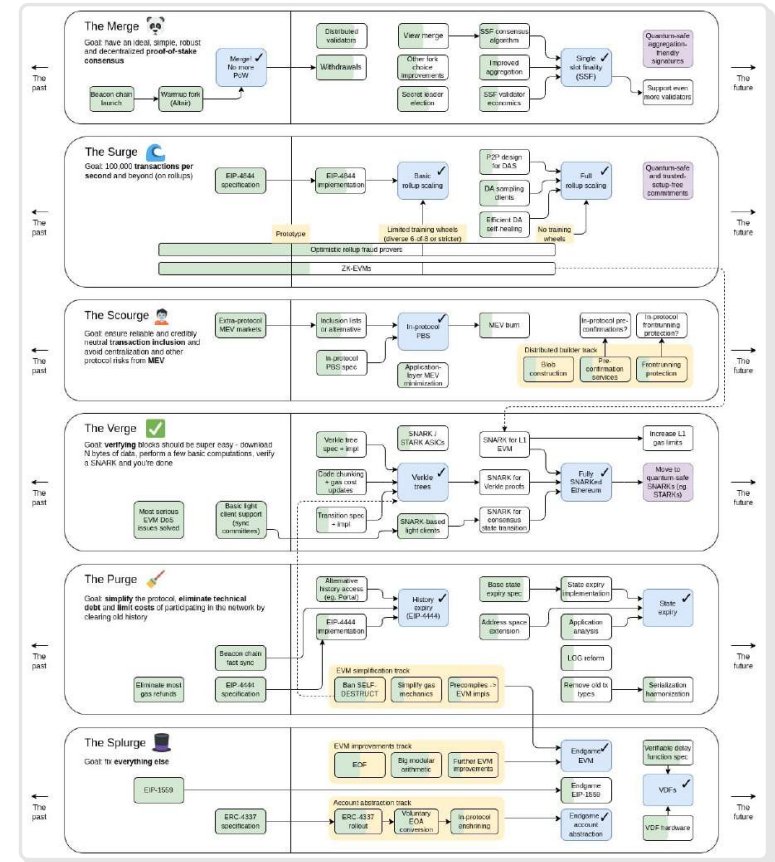 The Merge
Goal: have an ideal, simple, robust
and decentralized proof-of-stake
consensus
The
past
Beacon chain
launch
Warmup fork
(Altair)
Merge!
No more
PoW
Distributed
validators
Withdrawals
View merge
Other fork
choice
improvements
Secret leader
election
SSF consensus
algorithm
Improved
aggregation
SSF validator
economics
Single
slot finality
(SSF)
Quantum-safe
aggregation-
friendly
signatures
Support even
more validators
The
future
The Surge
Goal: 100,000 transactions per
second and beyond (on rollups)
The
past
EIP-4844
specification
EIP-4844
implementation
Basic
rollup scaling
P2P design
for DAS
DA sampling
clients
Efficient DA
self-healing
Full
rollup scaling
Quantum-safe
and trusted-
setup-free
commitments
Prototype
Limited training wheels
(diverse 6-of-8 or stricter)
No training
wheels
Optimistic rollup fraud provers
ZK-EVMs
The
future
The Scourge
Goal: ensure reliable and credibly
neutral transaction inclusion and
avoid centralization and other
protocol risks from MEV
The
past
Extra-protocol
MEV markets
Inclusion lists
or alternative
In-protocol
PBS spec
In-protocol
PBS
Application-
layer MEV
minimization
MEV burn
In-protocol pre-
confirmations?
In-protocol
frontrunning
protection?
Distributed builder track
Blob
construction
Pre-
confirmation
services
Frontrunning
protection
The
future
The Verge
Goal: verifying blocks should be super easy - download
N bytes of data, perform a few basic computations, verify
a SNARK and you're done
The
past
Most serious
EVM DoS
issues solved
Basic light
client support
(sync
committees)
Verkle tree
spec + impl
Code chunking
+ gas cost
updates
Transition spec
+ impl
SNARK /
STARK ASICs
Verkle
trees
SNARK-based
light clients
SNARK for L1
EVM
SNARK for
Verkle proofs
SNARK for
consensus
state transition
Fully
SNARKed
Ethereum
Increase L1
gas limits
Move to
quantum-safe
SNARKs (eg
STARKs)
The
future
The Purge
Goal: simplify the protocol, eliminate technical
debt and limit costs of participating in the network by
clearing old history
The
past
Eliminate most
gas refunds
Beacon chain
fast sync
EIP-4444
specification
Alternative
history access
(eg. Portal)
EIP-4444
implementation
History
expiry
(EIP-4444)
Base state
expiry spec
Address space
extension
State expiry
implementation
Application
analysis
LOG reform
Remove old tx
types
State
expiry
Serialization
harmonization
EVM simplification track
Ban SELF-
DESTRUCT
Simplify gas
mechanics
Precompiles ->
EVM impls
The
future
The Splurge
Goal: fix everything else
The
past
EIP-1559
ERC-4337
specification
EVM improvements track
EOF
Big modular
arithmetic
Further EVM
improvements
Account abstraction track
ERC-4337
rollout
Voluntary
EOA
conversion
In-protocol
enshrining
Endgame
EVM
Endgame
EIP-1559
Endgame
account
abstraction
Verifiable delay
function spec
VDFs
VDF hardware
The
future